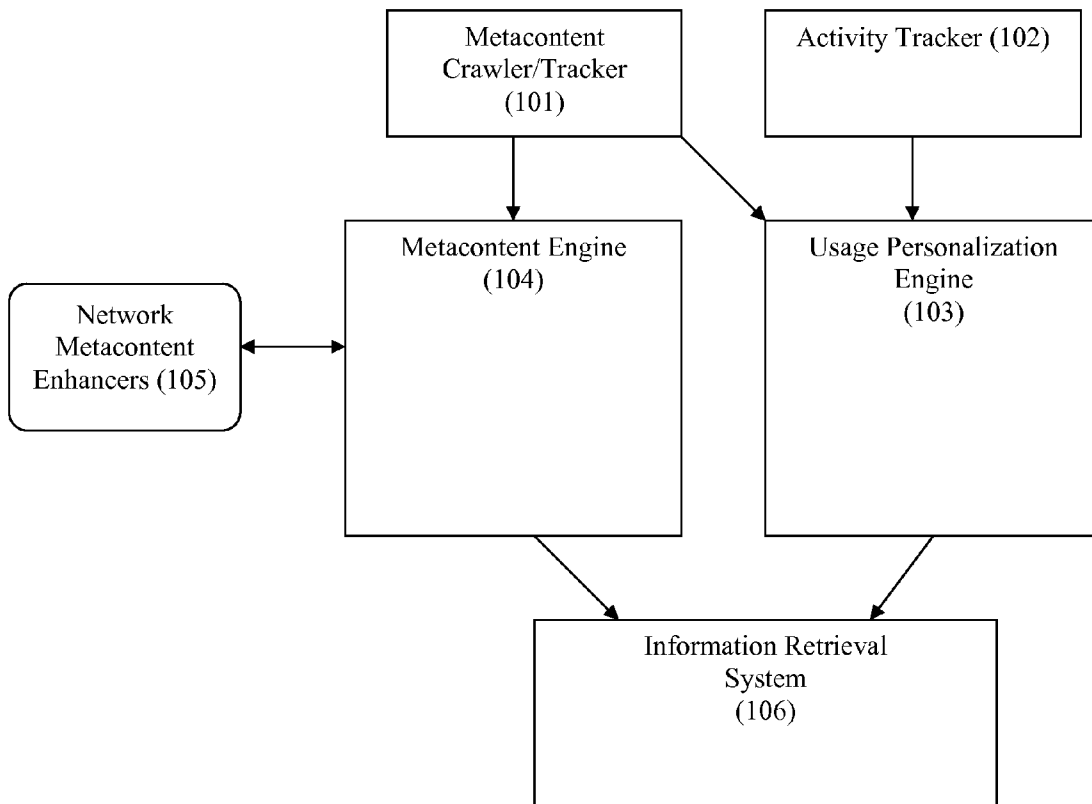 Metacontent
Crawler/Tracker
(101)
Activity Tracker (102)
Metacontent Engine
(104)
Usage Personalization
Engine
(103)
Network
Metacontent
Enhancers (105)
Information Retrieval
System
(106)